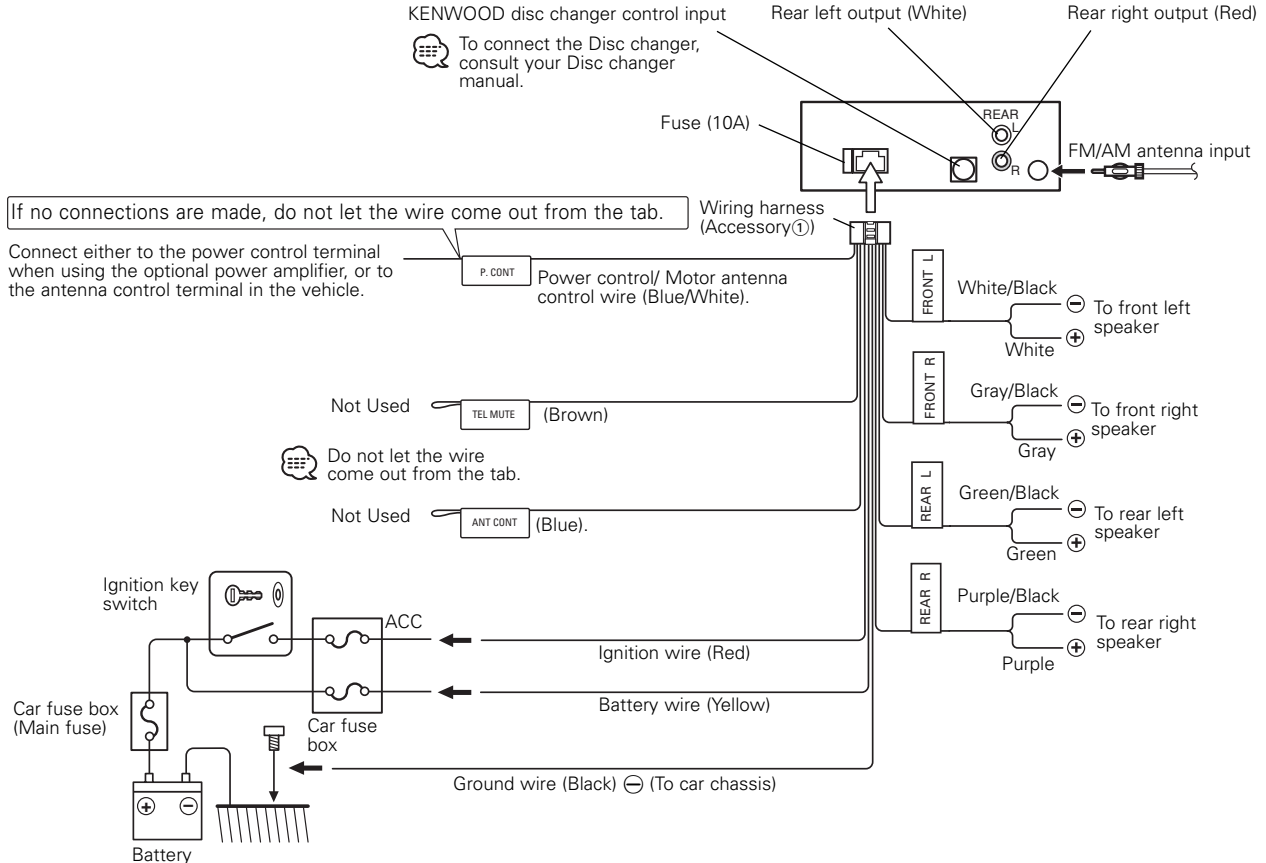 KENWOOD disc changer control input
Rear left output (White)
Rear right output (Red)
To connect the Disc changer,
consult your Disc changer
manual.
REAR
L
R
Fuse (10A)
FM/AM antenna input
If no connections are made, do not let the wire come out from the tab.
Wiring harness
(Accessory①)
Connect either to the power control terminal
when using the optional power amplifier, or to
the antenna control terminal in the vehicle.
P. CONT
Power control/ Motor antenna
control wire (Blue/White).
FRONT L
White/Black
⊖
To front left
speaker
White
⊕
FRONT R
Gray/Black
⊖
To front right
speaker
Gray
⊕
Not Used
TEL MUTE
(Brown)
Do not let the wire
come out from the tab.
REAR L
Green/Black
⊖
To rear left
speaker
Green
⊕
Not Used
ANT CONT
(Blue).
REAR R
Purple/Black
⊖
To rear right
speaker
Purple
⊕
Ignition key
switch
ACC
Ignition wire (Red)
Battery wire (Yellow)
Car fuse box
(Main fuse)
Car fuse
box
Ground wire (Black) ⊖ (To car chassis)
⊕ ⊖
Battery